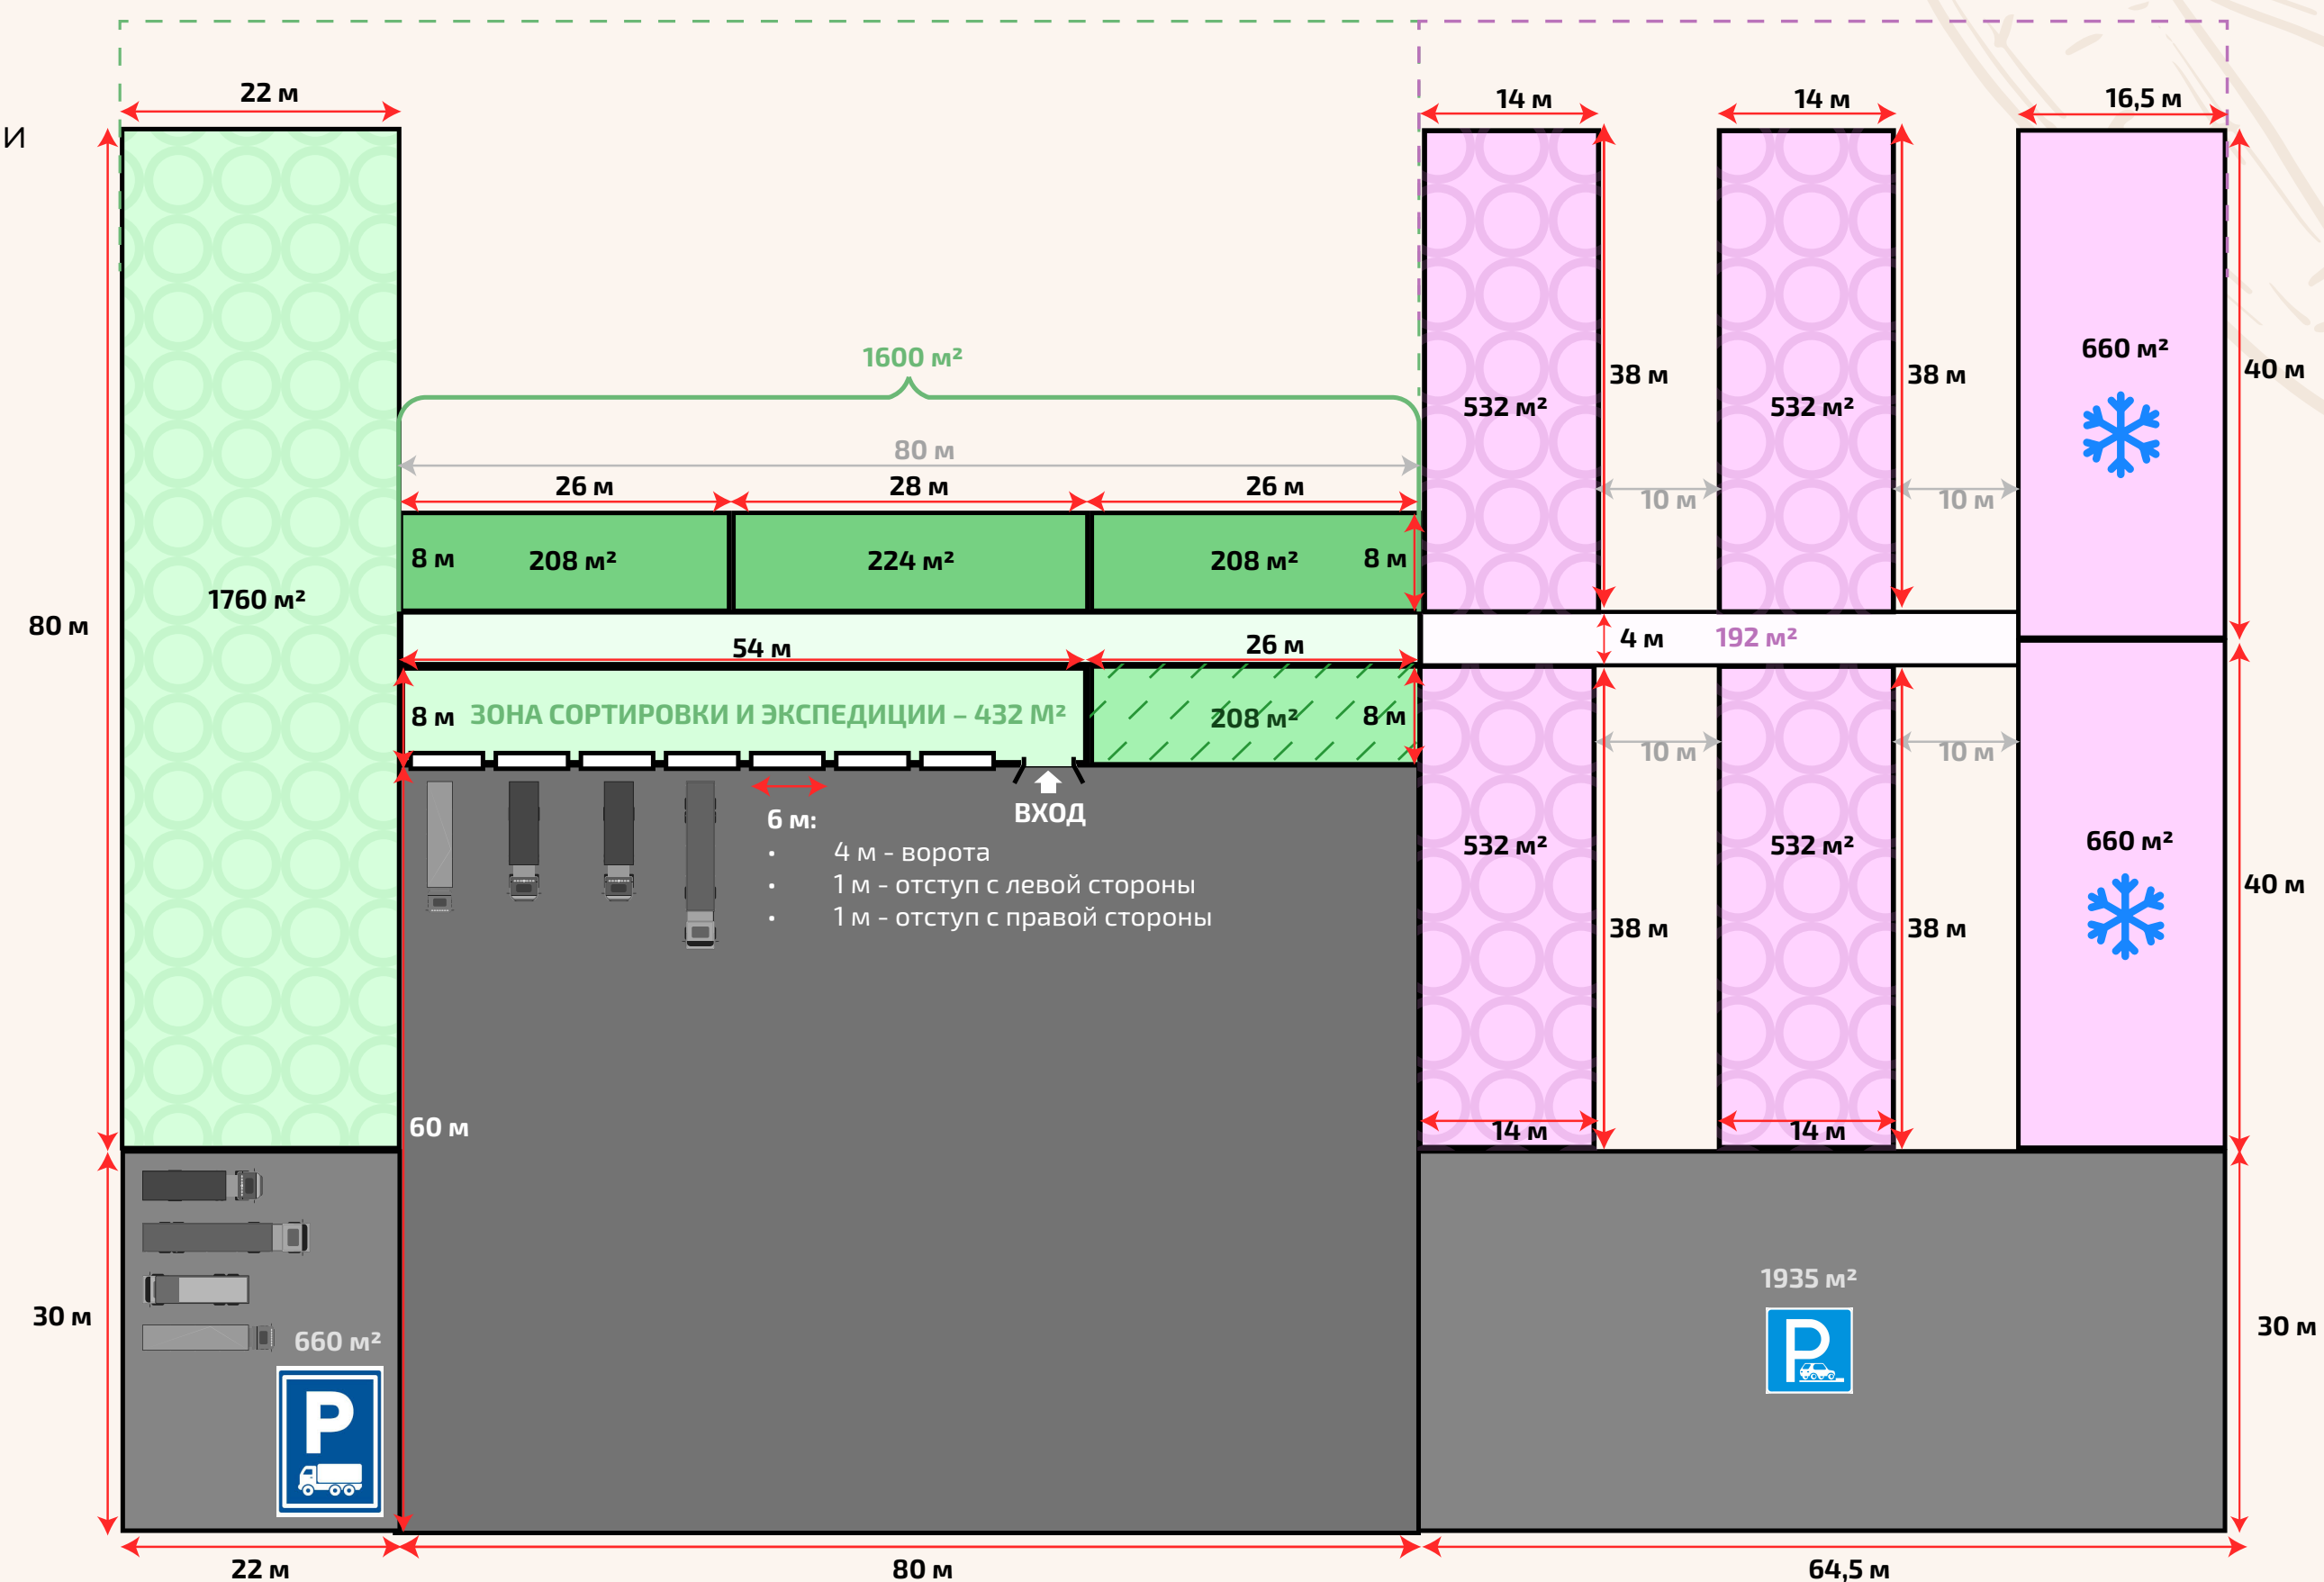 22 м
14 м
14 м
16,5 м
И
1600 м²
660 м²
40 м
38 м
38 м
532 м²
532 м²
80 м
26 м
28 м
26 м
10 м
10 м
8 м
208 м²
224 м²
208 м²
8 м
1760 м²
80 м
54 м
26 м
4 м
192 м²
8 м
ЗОНА СОРТИРОВКИ И ЭКСПЕДИЦИИ – 432 М²
208 м²
8 м
10 м
10 м
6 м:
ВХОД
• 4 м - ворота
• 1 м - отступ с левой стороны
• 1 м - отступ с правой стороны
532 м²
532 м²
660 м²
40 м
38 м
38 м
60 м
14 м
14 м
1935 м²
30 м
660 м²
30 м
P
P
22 м
80 м
64,5 м